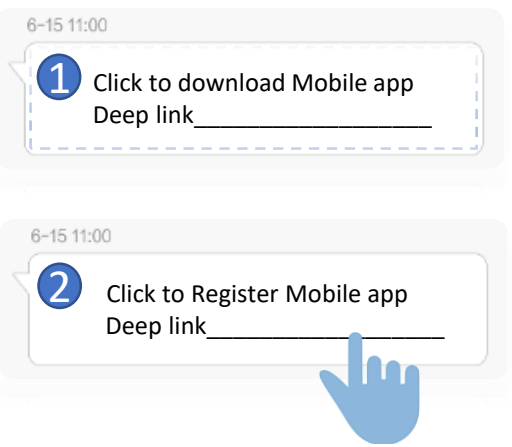 6-15 11:00
1 Click to download Mobile app
Deep link__________________
6-15 11:00
2 Click to Register Mobile app
Deep link__________________